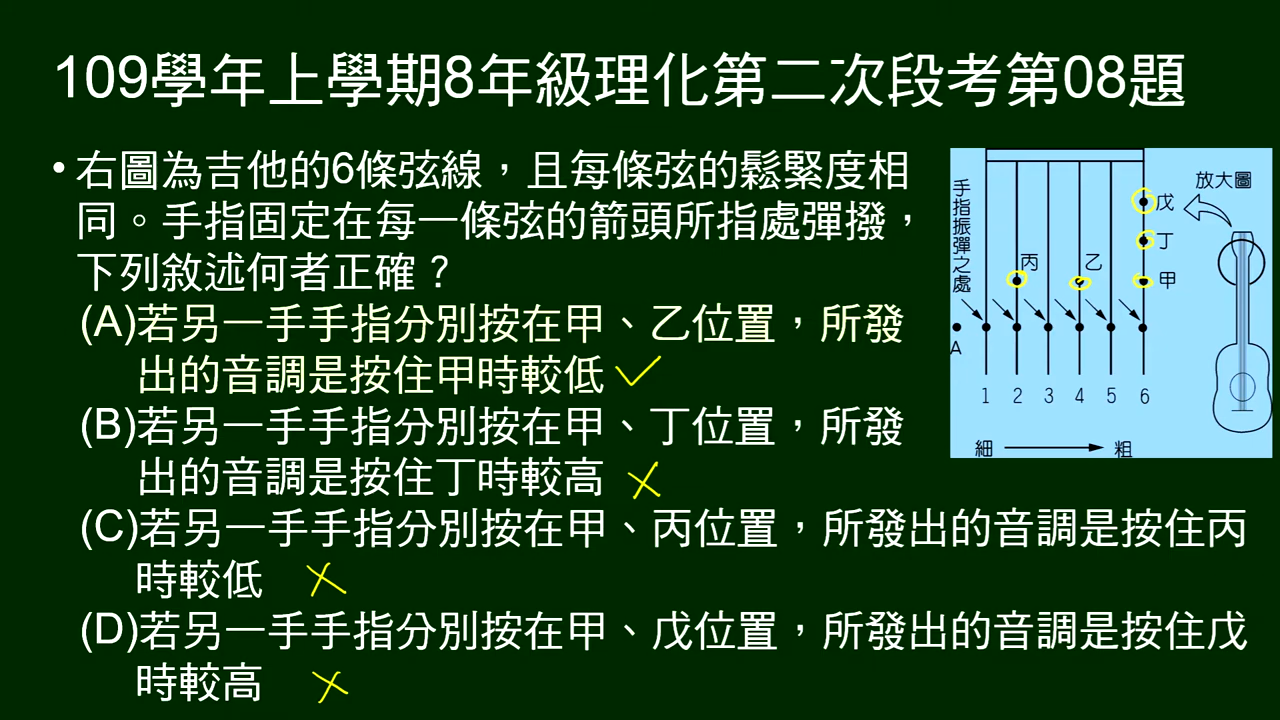 109學年上學期8年級理化第二次段考第08題
•右圖為吉他的6條弦線，且每條弦的鬆緊度相
同。手指固定在每一條弦的箭頭所指處彈撥，
下列敘述何者正確？
(A)若另一手手指分別按在甲、乙位置，所發
出的音調是按住甲時較低
(B)若另一手手指分別按在甲、丁位置，所發
出的音調是按住丁時較高
(C)若另一手手指分別按在甲、丙位置，所發出的音調是按住丙
時較低
(D)若另一手手指分別按在甲、戊位置，所發出的音調是按住戊
時較高
手指振彈之處
放大圖
戊
丁
丙 乙 甲
A
1 2 3 4 5 6
細 粗